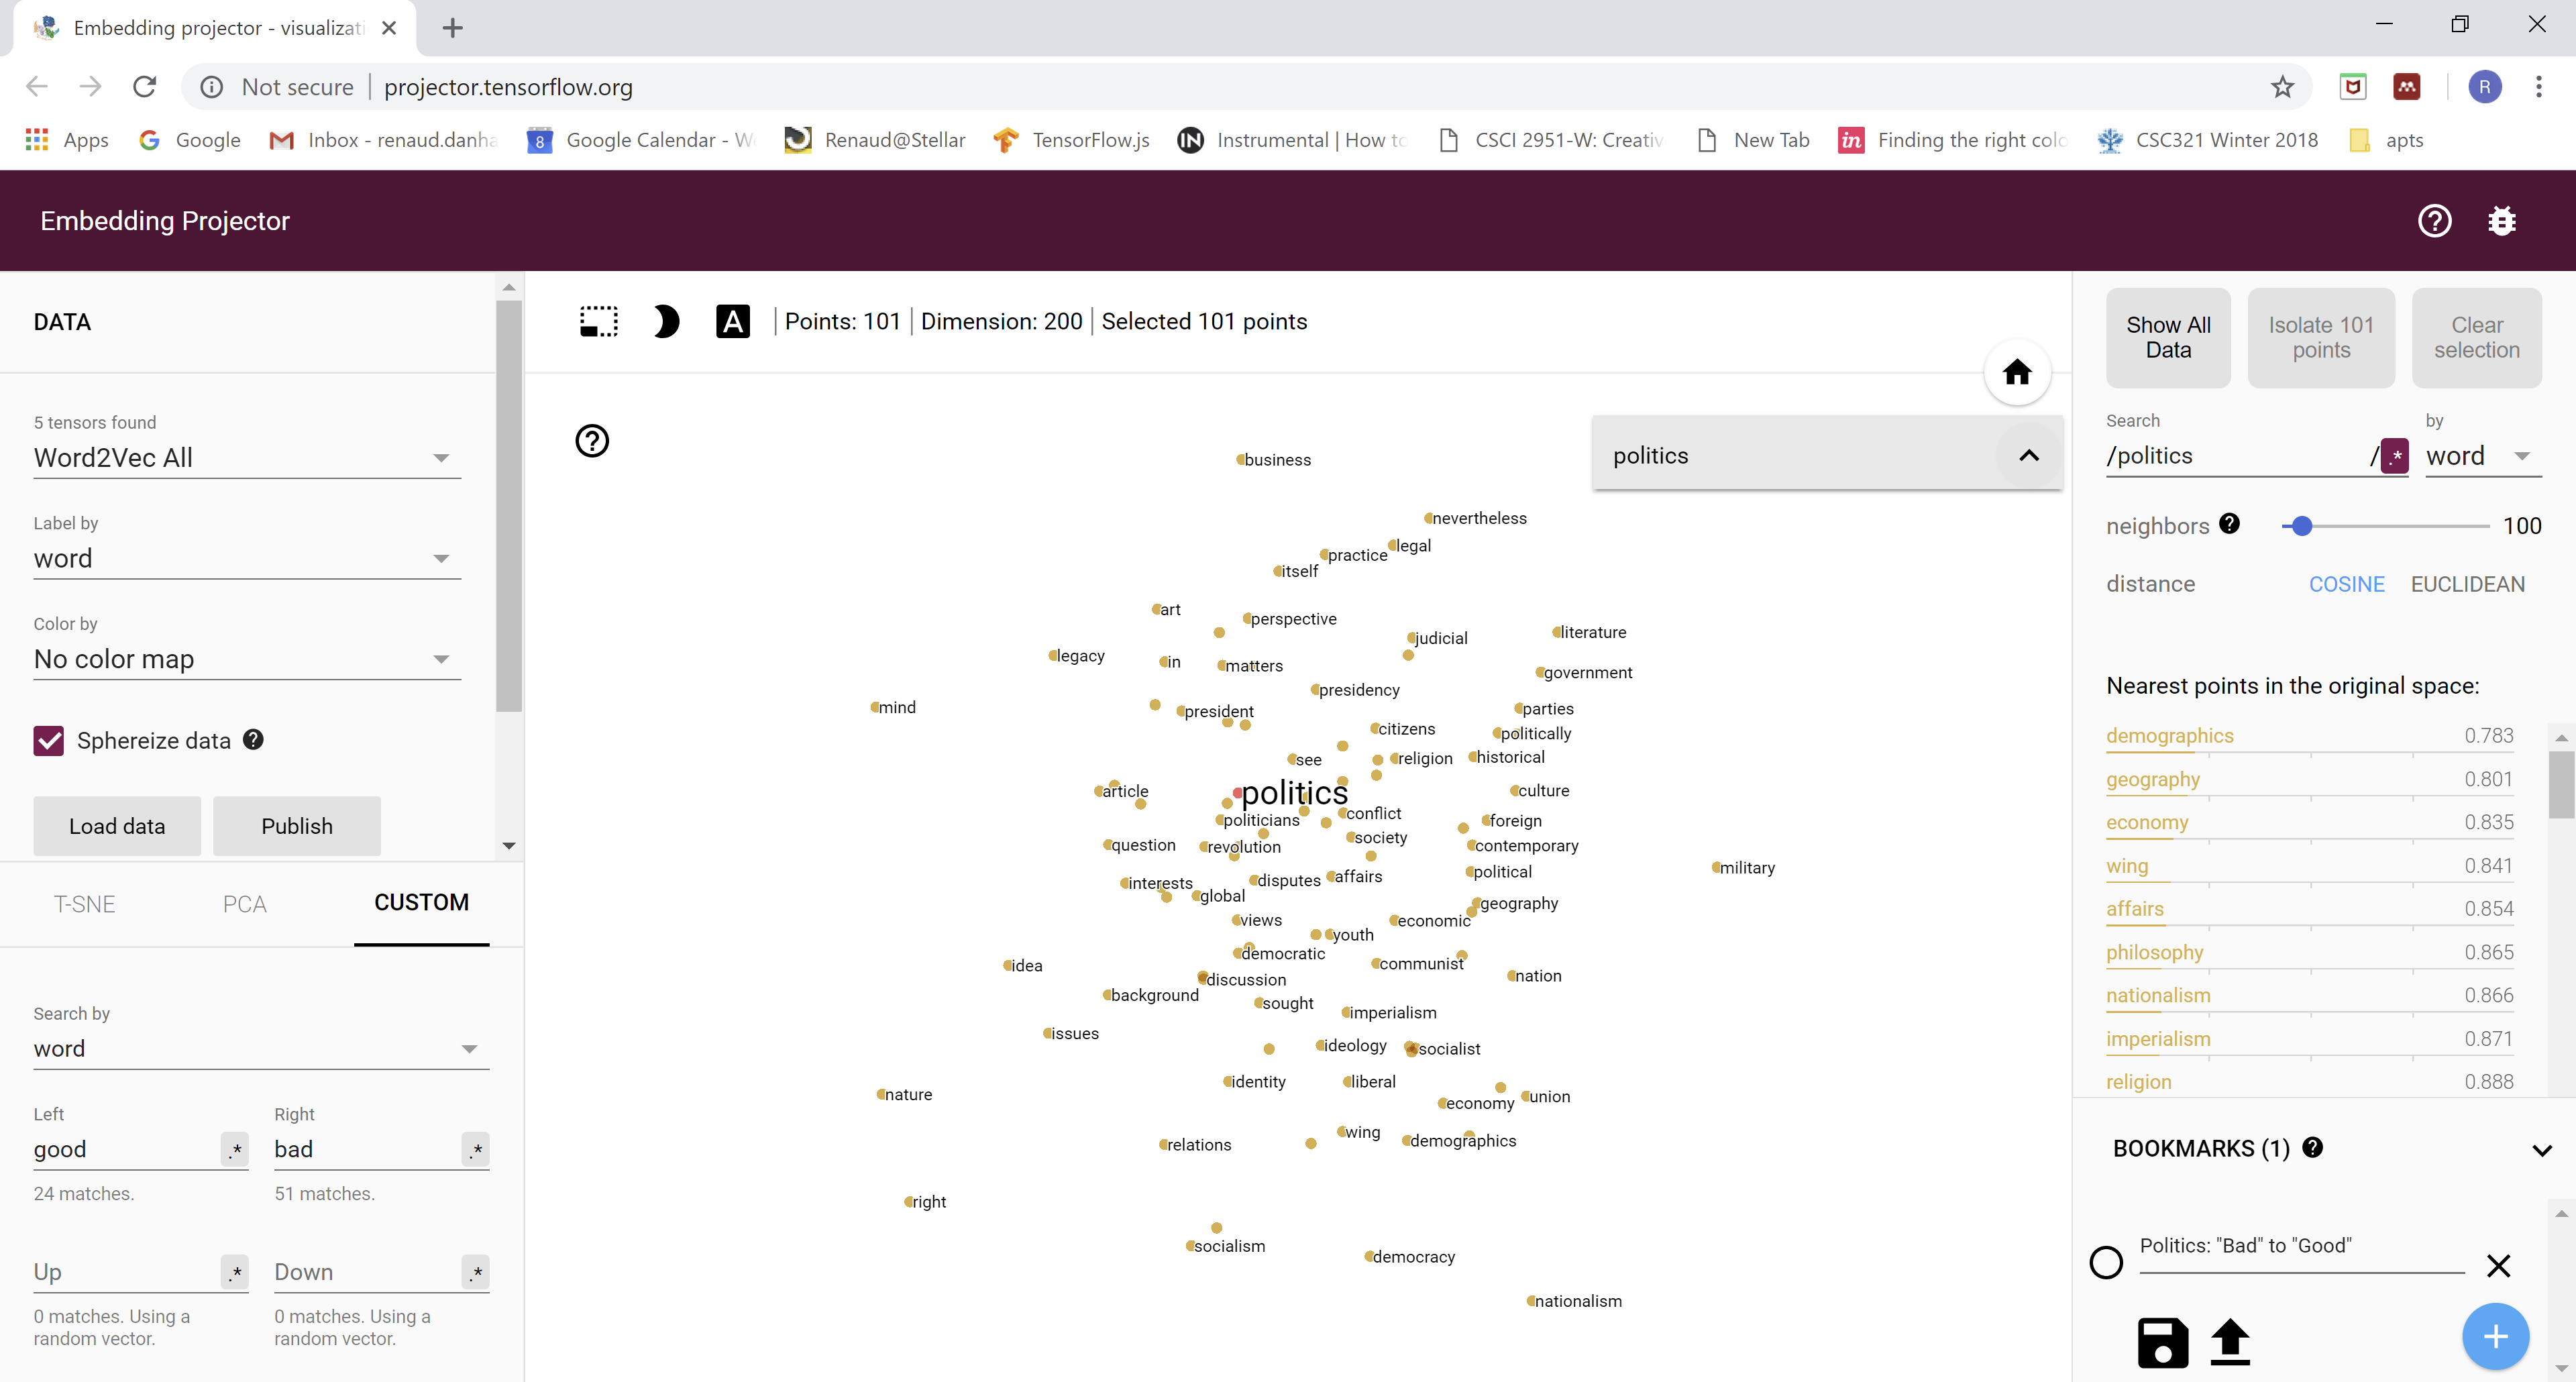 Embedding projector - visualizati
Not secure
projector.tensorflow.org
R
Apps
Google
Inbox - renaud.danha
8
Google Calendar - W
Renaud@Stellar
TensorFlow.js
IN
Instrumental | How to
CSCI 2951-W: Creativ
New Tab
in
Finding the right colo
CSC321 Winter 2018
apts
Embedding Projector
DATA
5 tensors found
Word2Vec All
Label by
word
Color by
No color map
Sphereize data
Load data
Publish
T-SNE
PCA
CUSTOM
Search by
word
Left
Right
good
.*
bad
.*
24 matches.
51 matches.
Up
.*
Down
.*
0 matches. Using a
random vector.
0 matches. Using a
random vector.
A
Points: 101
Dimension: 200
Selected 101 points
politics
business
nevertheless
legal
practice
itself
art
perspective
judicial
literature
legacy
in
matters
government
presidency
mind
president
parties
citizens
politically
see
religion
historical
article
politics
culture
conflict
politicians
foreign
society
question
revolution
contemporary
military
political
interests
disputes
affairs
global
geography
views
economic
youth
democratic
communist
idea
nation
discussion
background
sought
imperialism
issues
ideology
socialist
identity
liberal
nature
economy
union
wing
demographics
relations
right
socialism
democracy
nationalism
Show All
Data
Isolate 101
points
Clear
selection
Search
by
/politics
/
.*
word
neighbors
100
distance
COSINE
EUCLIDEAN
Nearest points in the original space:
demographics 0.783
geography 0.801
economy 0.835
wing 0.841
affairs 0.854
philosophy 0.865
nationalism 0.866
imperialism 0.871
religion 0.888
BOOKMARKS (1)
Politics: "Bad" to "Good"